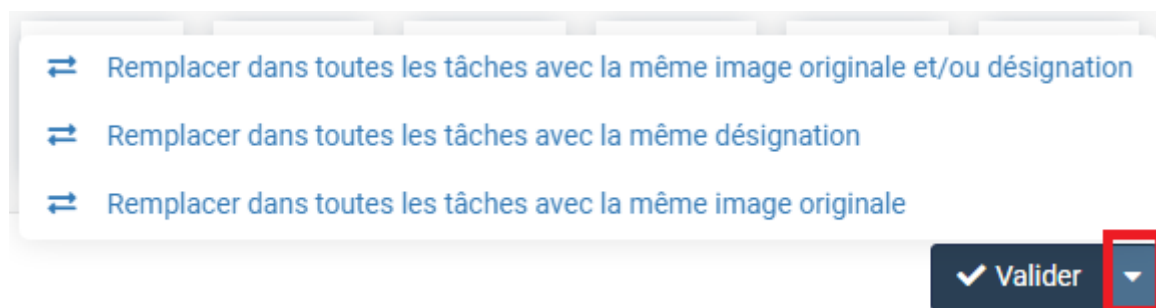 Remplacer dans toutes les tâches avec la même image originale et/ou désignation
Remplacer dans toutes les tâches avec la même désignation
Remplacer dans toutes les tâches avec la même image originale
Valider